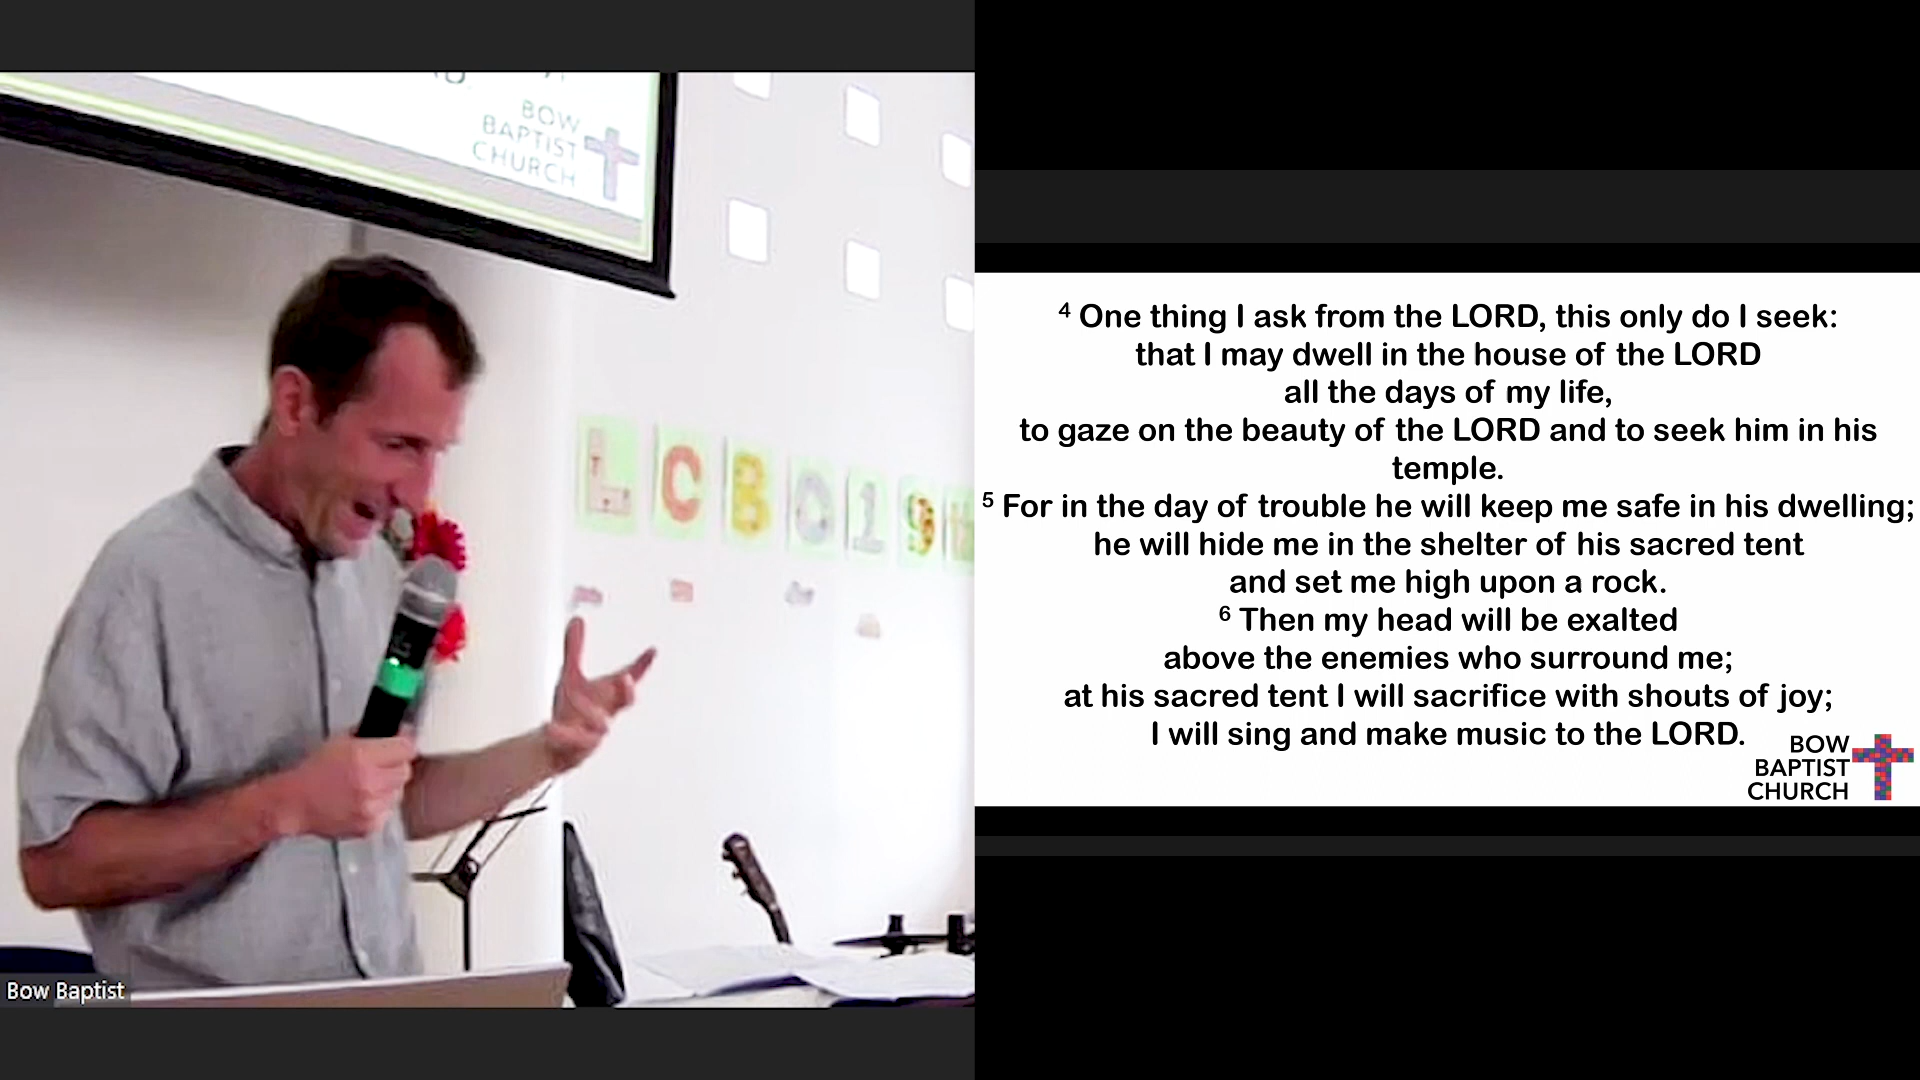 BOW
BAPTIST
CHURCH
L C B O 1 9
Bow Baptist
4 One thing I ask from the LORD, this only do I seek:
that I may dwell in the house of the LORD
all the days of my life,
to gaze on the beauty of the LORD and to seek him in his
temple.
5 For in the day of trouble he will keep me safe in his dwelling;
he will hide me in the shelter of his sacred tent
and set me high upon a rock.
6 Then my head will be exalted
above the enemies who surround me;
at his sacred tent I will sacrifice with shouts of joy;
I will sing and make music to the LORD.
BOW
BAPTIST
CHURCH